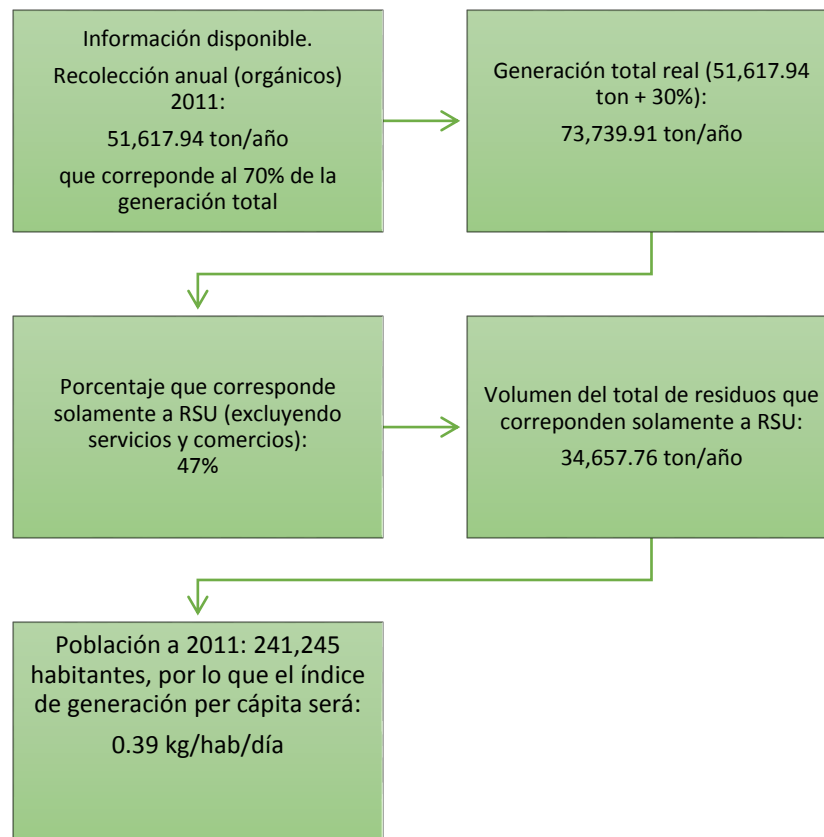 Información disponible.
Recolección anual (orgánicos)
2011:
51,617.94 ton/año
que correponde al 70% de la
generación total
Generación total real (51,617.94
ton + 30%):
73,739.91 ton/año
Porcentaje que corresponde
solamente a RSU (excluyendo
servicios y comercios):
47%
Volumen del total de residuos que
correponden solamente a RSU:
34,657.76 ton/año
Población a 2011: 241,245
habitantes, por lo que el índice
de generación per cápita será:
0.39 kg/hab/día